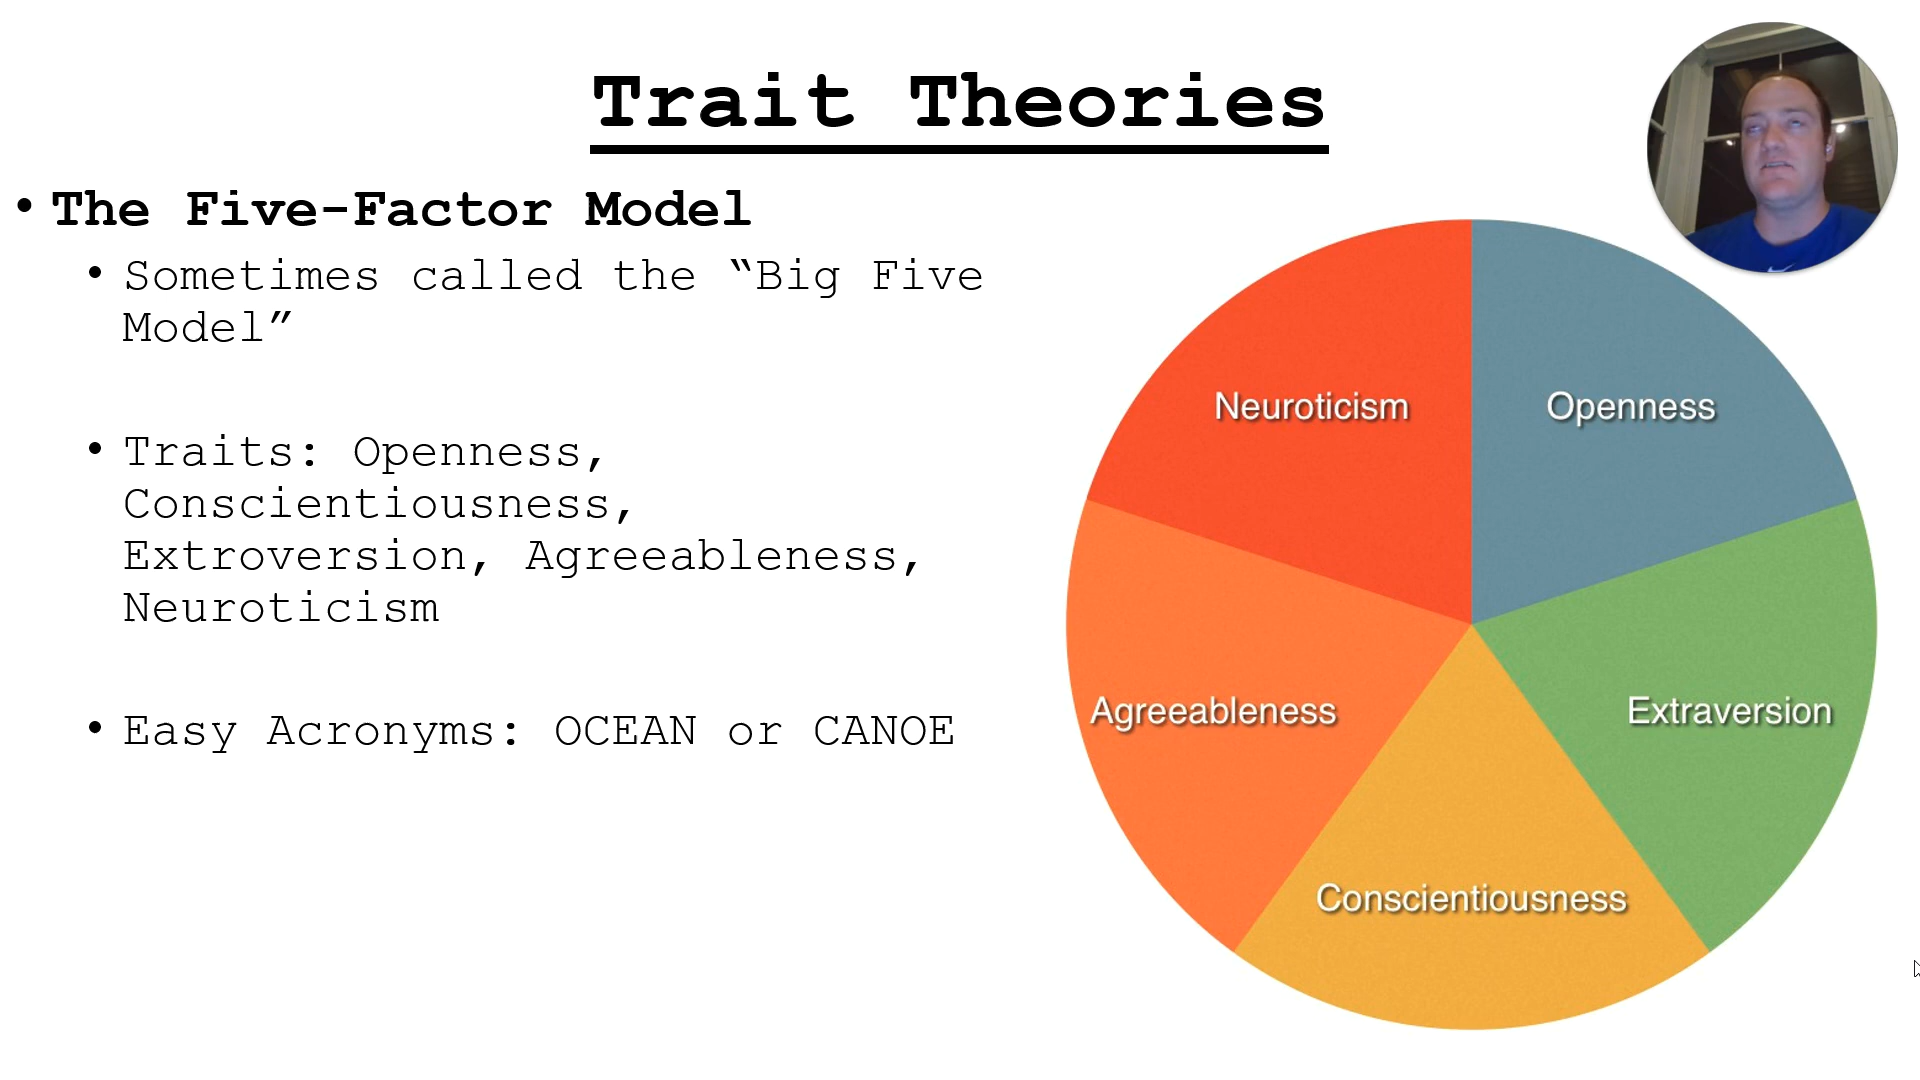 Trait Theories
• The Five-Factor Model
• Sometimes called the “Big Five
Model”
• Traits: Openness,
Conscientiousness,
Extroversion, Agreeableness,
Neuroticism
• Easy Acronyms: OCEAN or CANOE
Neuroticism
Openness
Agreeableness
Extraversion
Conscientiousness